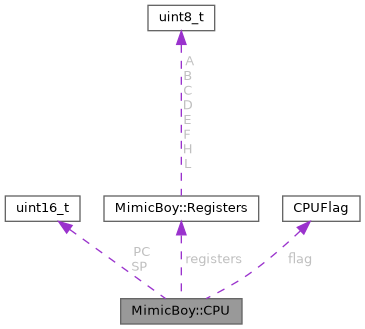 uint8_t
A
B
C
D
E
F
H
L
uint16_t
MimicBoy::Registers
CPUFlag
PC
SP
registers
flag
MimicBoy::CPU